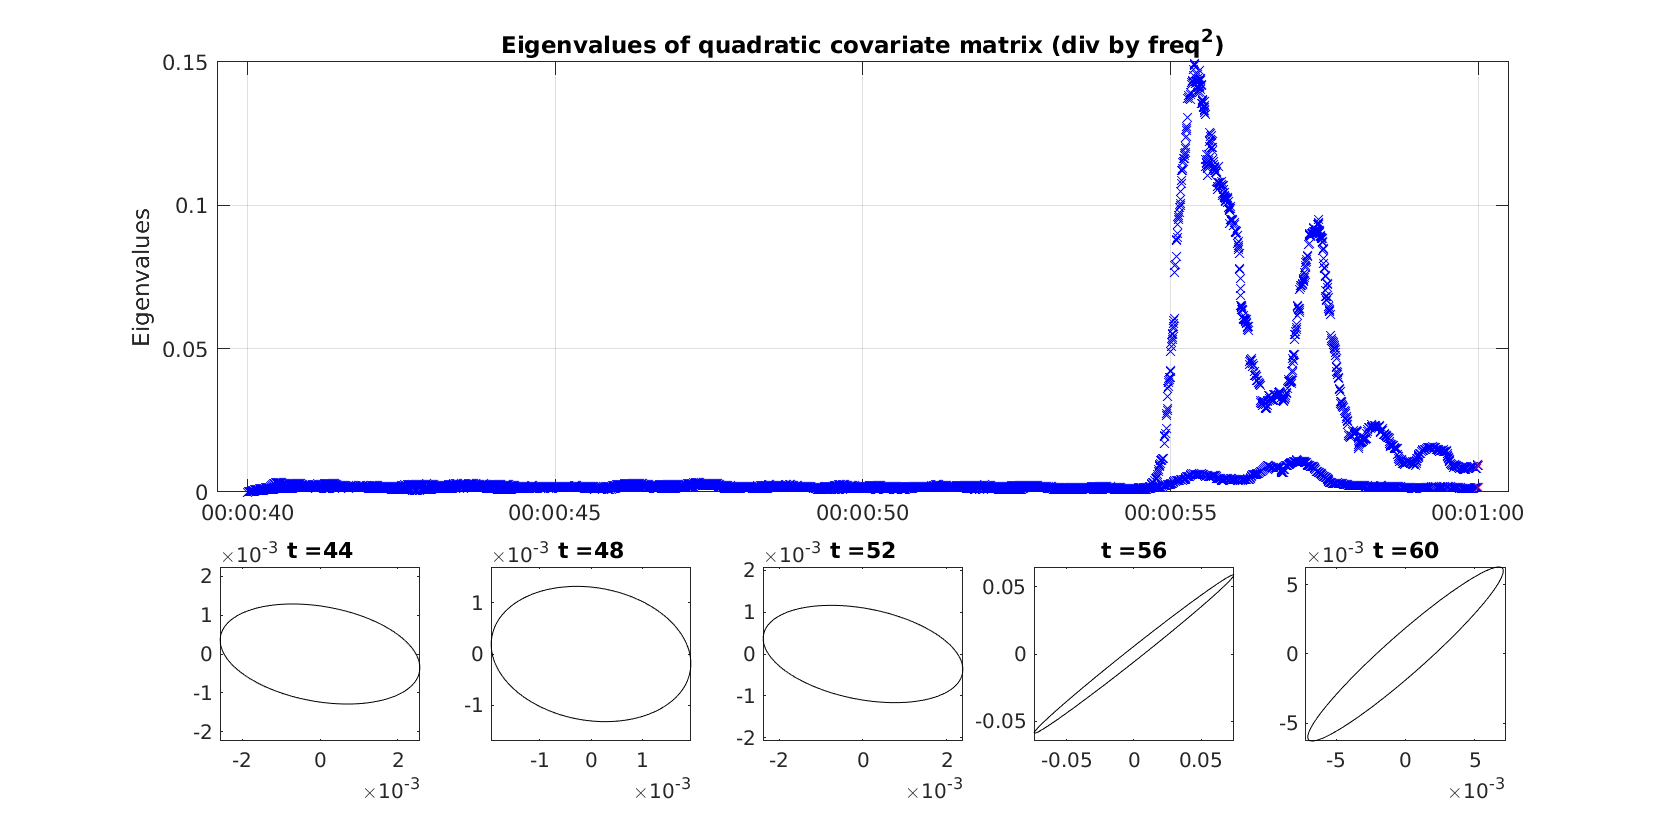 Eigenvalues of quadratic covariate matrix (div by freq²)
Eigenvalues
0.15
0.1
0.05
0
00:00:40 00:00:45 00:00:50 00:00:55 00:01:00
×10⁻³ t =44
2
1
0
-1
-2
-2 0 2
×10⁻³
×10⁻³ t =48
1
0
-1
-1 0 1
×10⁻³
×10⁻³ t =52
2
1
0
-1
-2
-2 0 2
×10⁻³
t =56
0.05
0
-0.05
-0.05 0 0.05
×10⁻³ t =60
5
0
-5
-5 0 5
×10⁻³